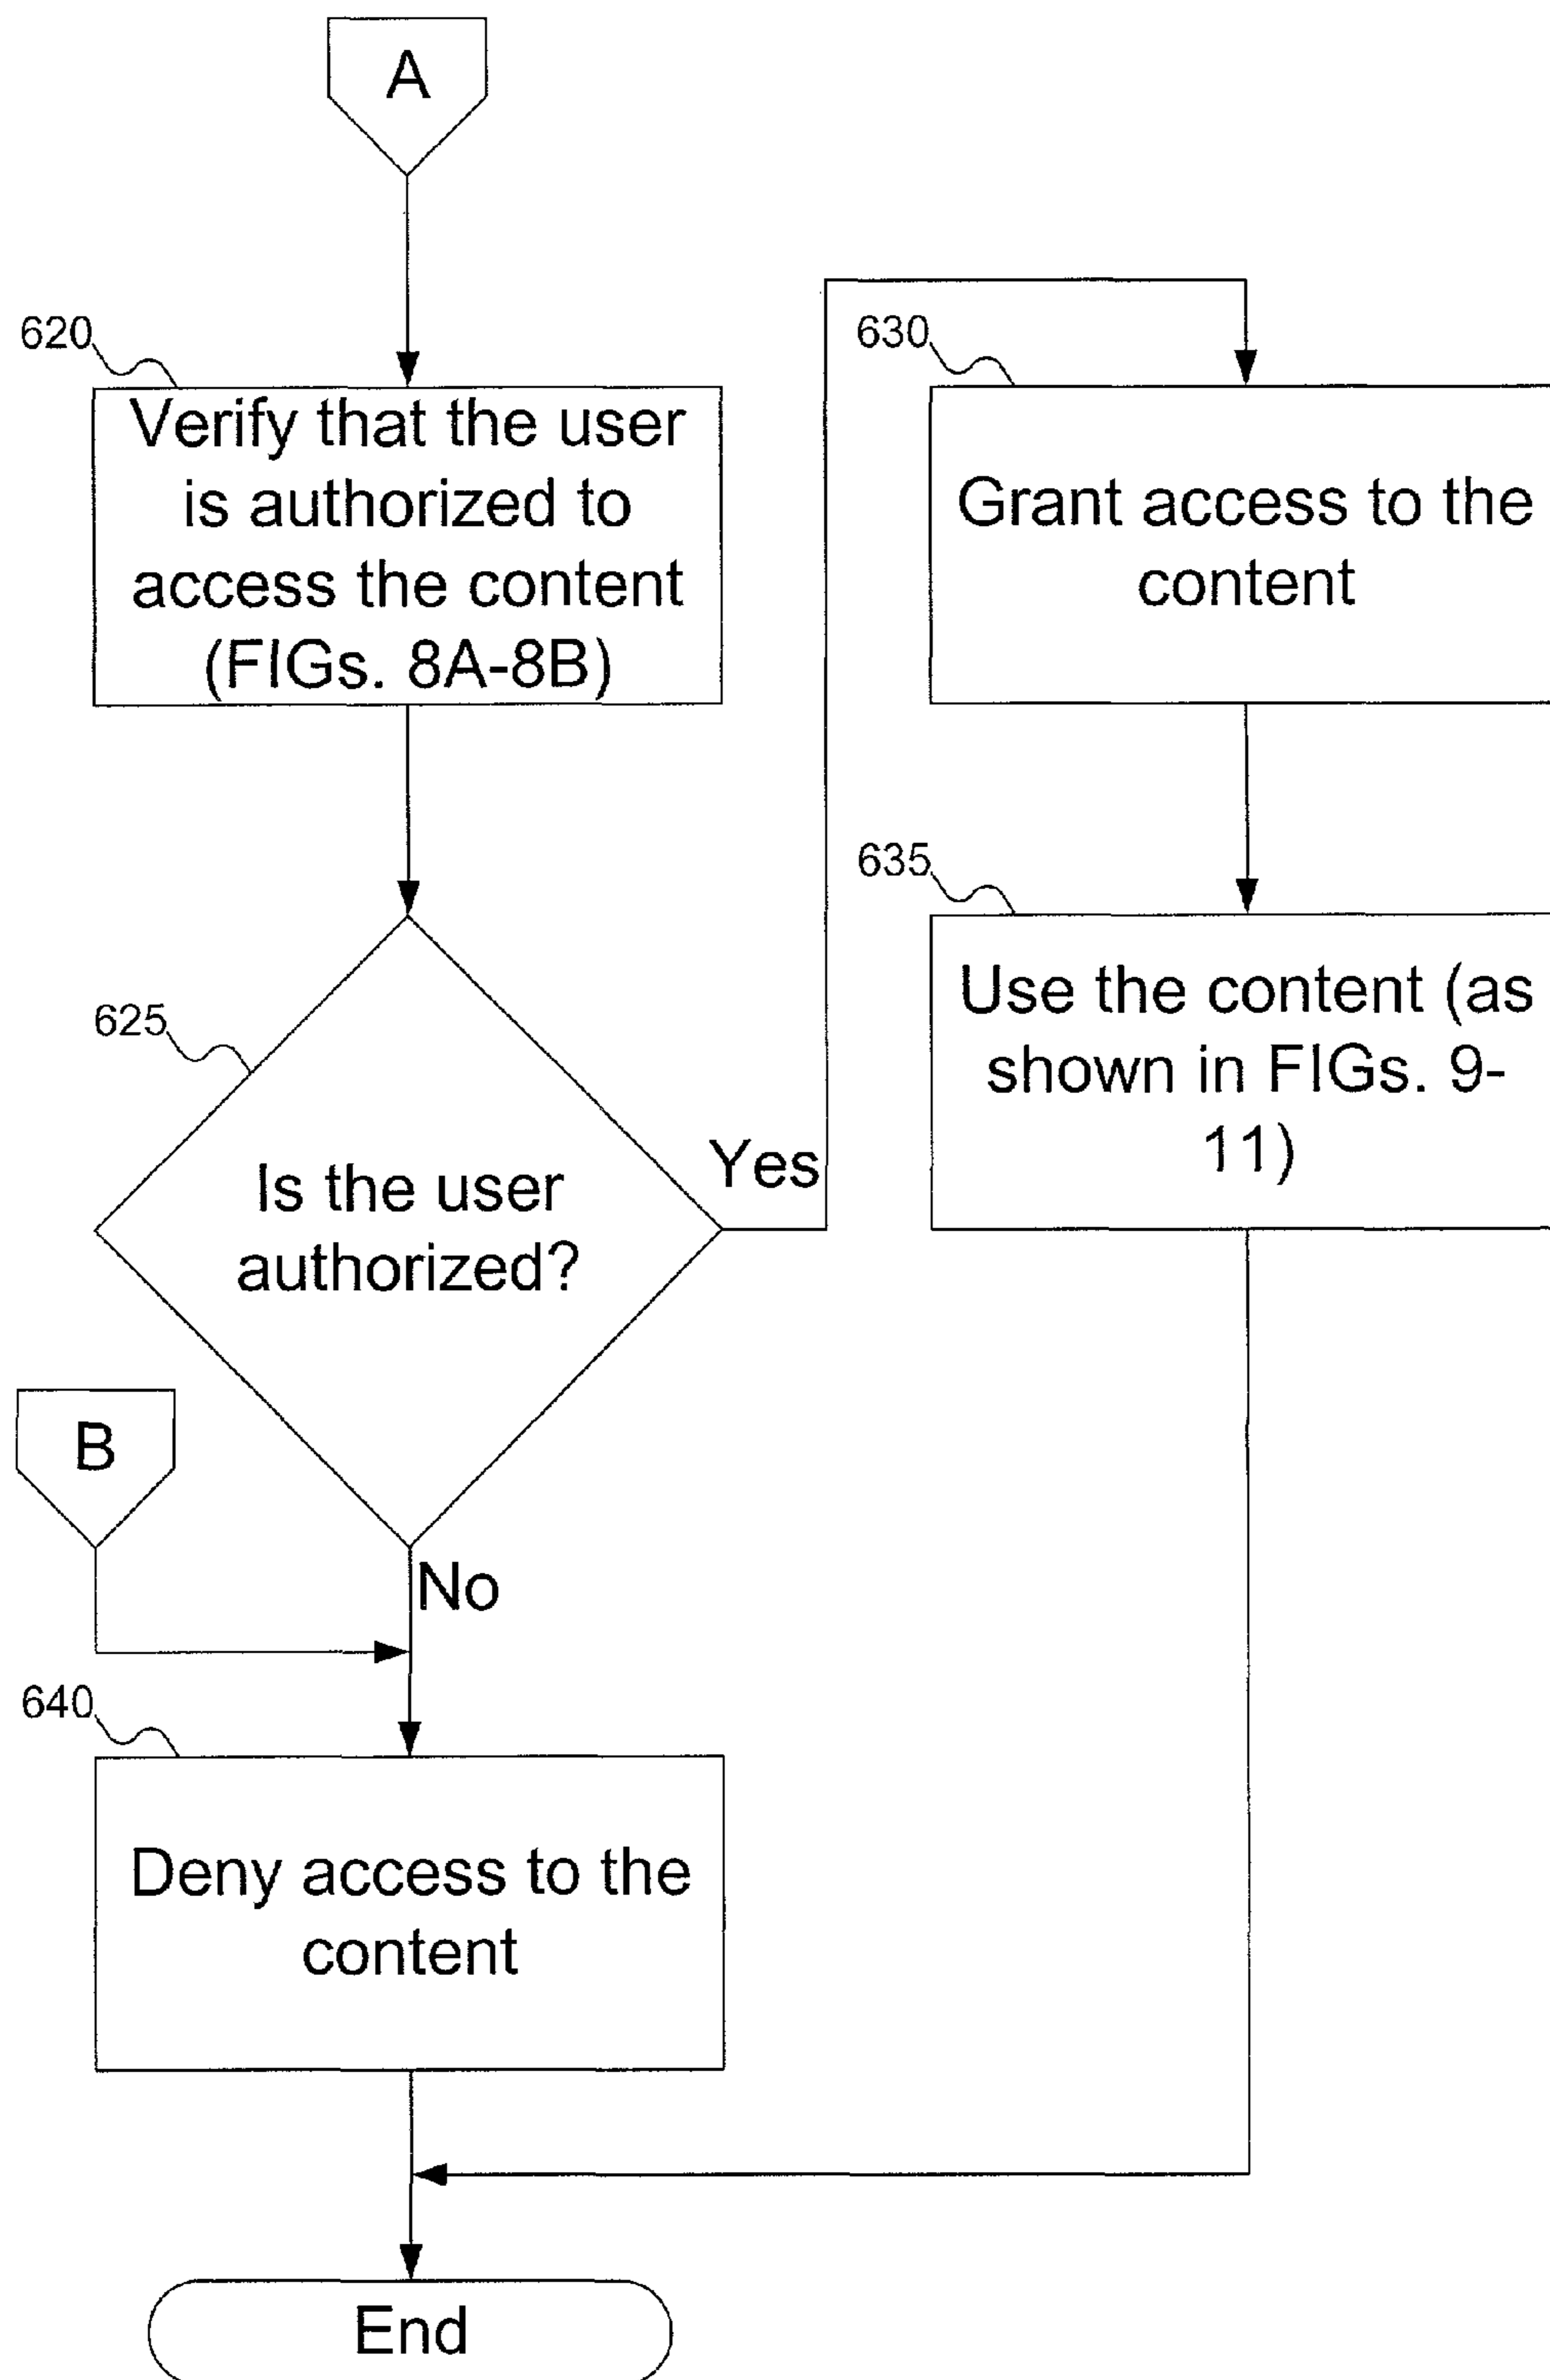 A
620
Verify that the user
is authorized to
access the content
(FIGs. 8A-8B)
625
Is the user
authorized?
Yes
No
B
630
Grant access to the
content
635
Use the content (as
shown in FIGs. 9-
11)
640
Deny access to the
content
End